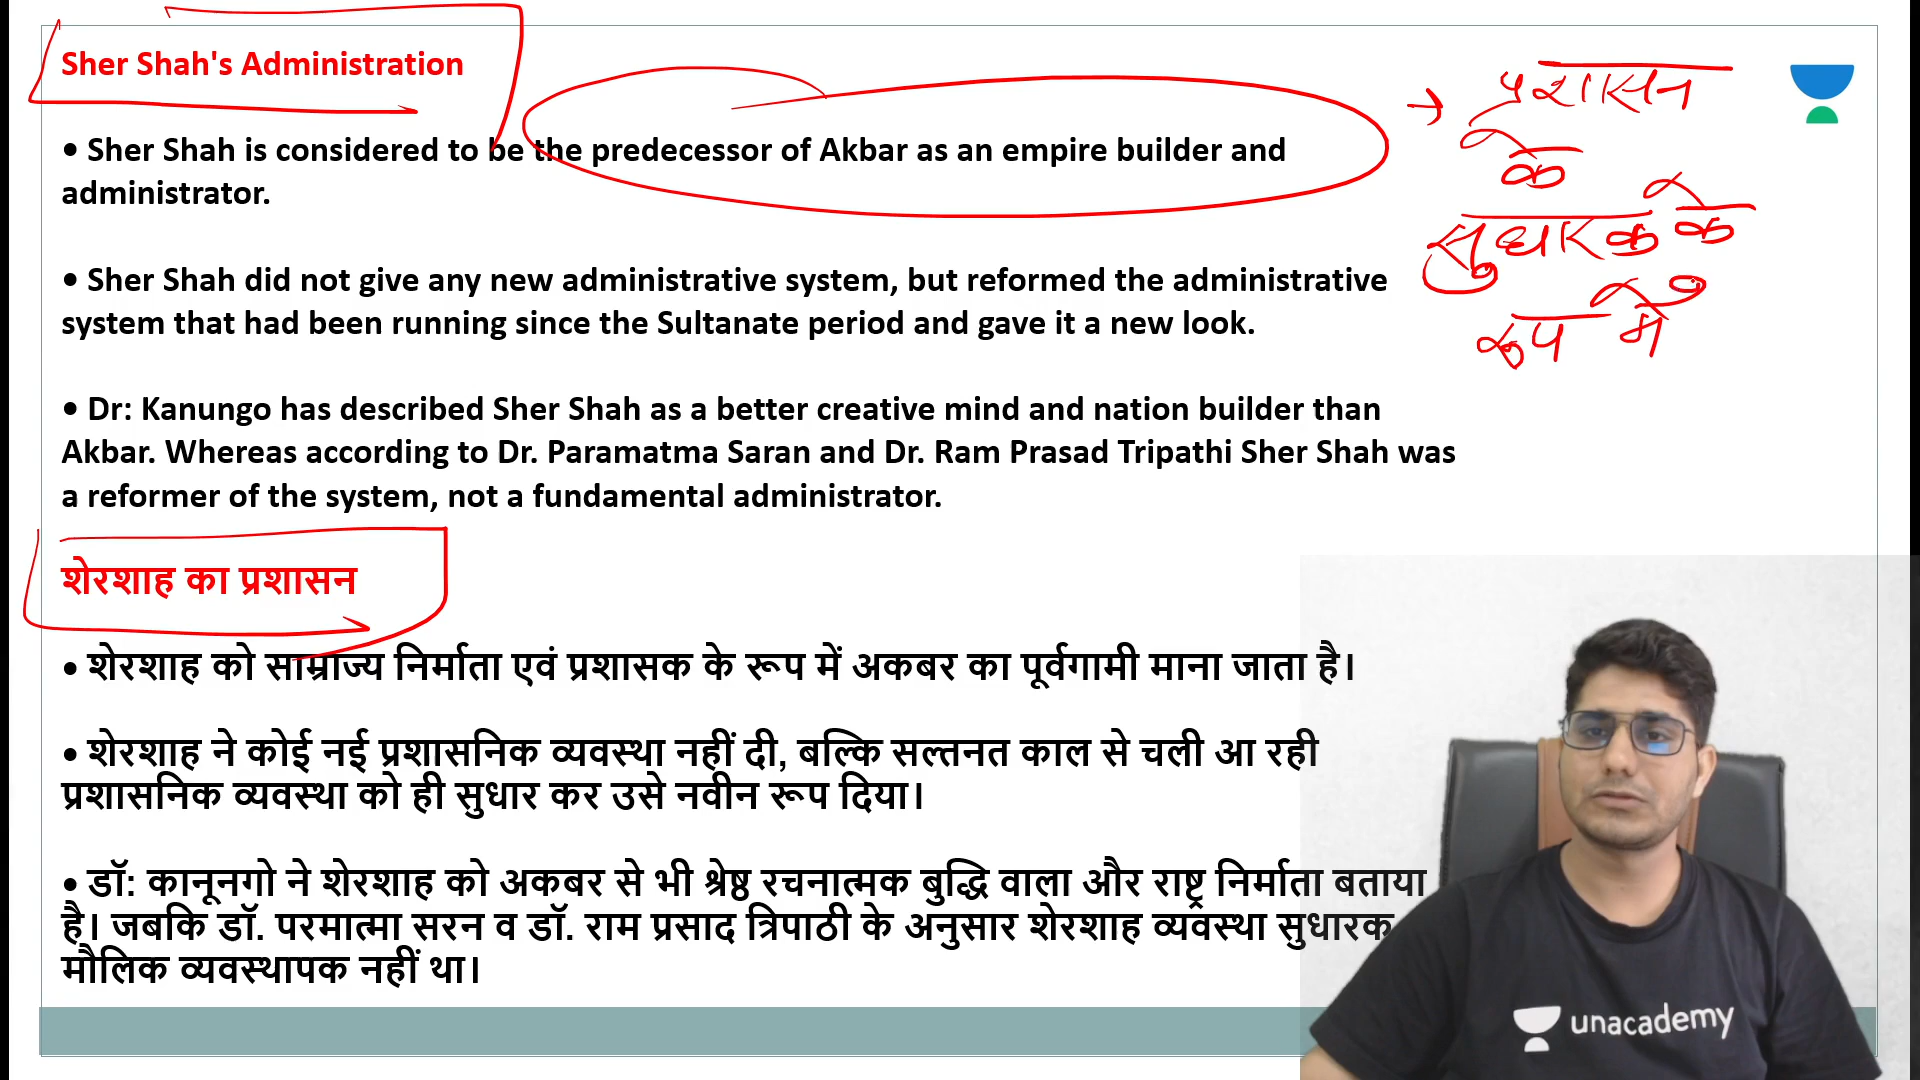 Sher Shah's Administration
• Sher Shah is considered to be the predecessor of Akbar as an empire builder and
administrator.
• Sher Shah did not give any new administrative system, but reformed the administrative
system that had been running since the Sultanate period and gave it a new look.
• Dr: Kanungo has described Sher Shah as a better creative mind and nation builder than
Akbar. Whereas according to Dr. Paramatma Saran and Dr. Ram Prasad Tripathi Sher Shah was
a reformer of the system, not a fundamental administrator.
प्रशासन
के
सुधारक के
रूप में
शेरशाह का प्रशासन
• शेरशाह को साम्राज्य निर्माता एवं प्रशासक के रूप में अकबर का पूर्वगामी माना जाता है।
• शेरशाह ने कोई नई प्रशासनिक व्यवस्था नहीं दी, बल्कि सल्तनत काल से चली आ रही
प्रशासनिक व्यवस्था को ही सुधार कर उसे नवीन रूप दिया।
• डॉ: कानूनगो ने शेरशाह को अकबर से भी श्रेष्ठ रचनात्मक बुद्धि वाला और राष्ट्र निर्माता बताया
है। जबकि डॉ. परमात्मा सरन व डॉ. राम प्रसाद त्रिपाठी के अनुसार शेरशाह व्यवस्था सुधारक
मौलिक व्यवस्थापक नहीं था।
unacademy